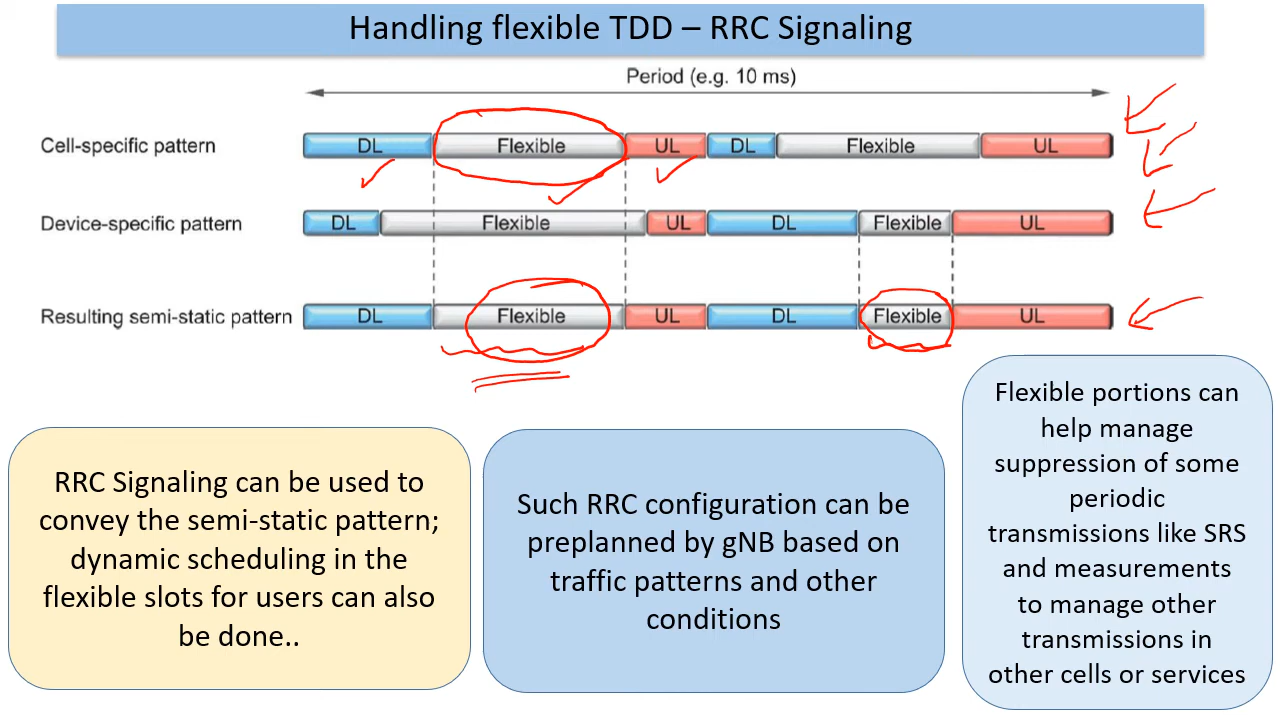 Handling flexible TDD – RRC Signaling
Period (e.g. 10 ms)
Cell-specific pattern
DL Flexible UL DL Flexible UL
Device-specific pattern
DL Flexible UL DL Flexible UL
Resulting semi-static pattern
DL Flexible UL DL Flexible UL
RRC Signaling can be used to
convey the semi-static pattern;
dynamic scheduling in the
flexible slots for users can also
be done..
Such RRC configuration can be
preplanned by gNB based on
traffic patterns and other
conditions
Flexible portions can
help manage
suppression of some
periodic
transmissions like SRS
and measurements
to manage other
transmissions in
other cells or services